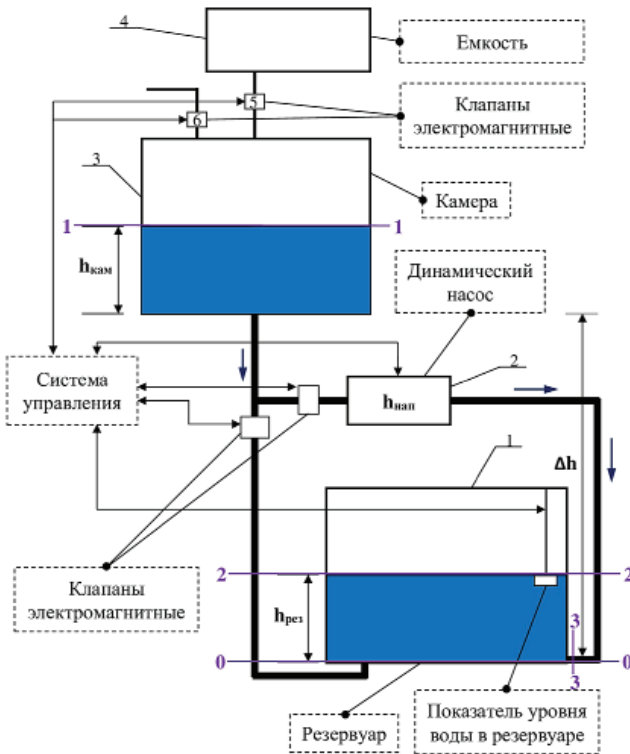 4
Емкость
5
6
Клапаны
электромагнитные
3
Камера
1
1
hкам
Динамический
насос
Система
управления
2
hнап
1
Δh
Клапаны
электромагнитные
2
2
hрез
3
0
0
3
Резервуар
Показатель уровня
воды в резервуаре